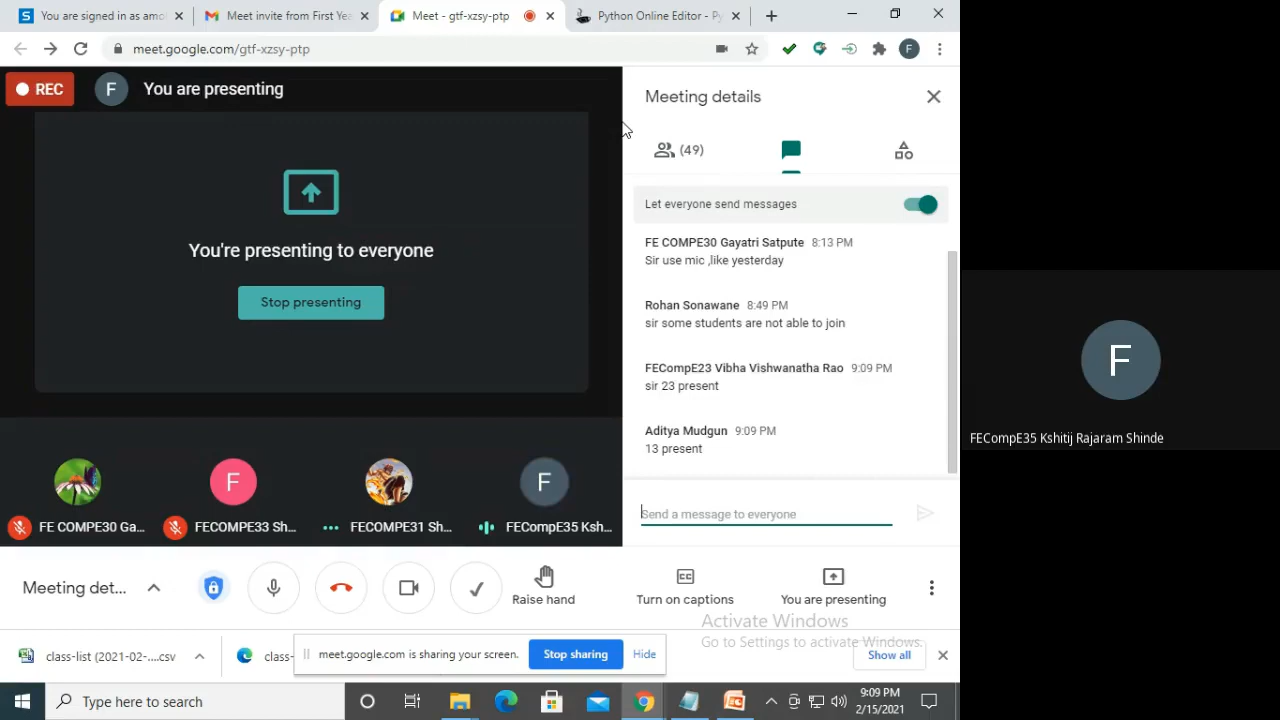 S You are signed in as amo
Meet invite from First Yea
Meet - gtf-xzsy-ptp
Python Online Editor - Py
meet.google.com/gtf-xzsy-ptp
F
REC
F
You are presenting
You're presenting to everyone
Stop presenting
Meeting details
(49)
Let everyone send messages
FE COMPE30 Gayatri Satpute 8:13 PM
Sir use mic ,like yesterday
Rohan Sonawane 8:49 PM
sir some students are not able to join
FECompE23 Vibha Vishwanatha Rao 9:09 PM
sir 23 present
Aditya Mudgun 9:09 PM
13 present
Send a message to everyone
F
F
FE COMPE30 Ga...
FECOMPE33 Sh...
FECOMPE31 Sh...
FECompE35 Ksh...
F
FECompE35 Kshitij Rajaram Shinde
Meeting det...
Raise hand
Turn on captions
You are presenting
Activate Windows
Go to Settings to activate Windows.
class-list (2021-02-....csv
class-
meet.google.com is sharing your screen.
Stop sharing
Hide
Show all
Type here to search
9:09 PM
2/15/2021